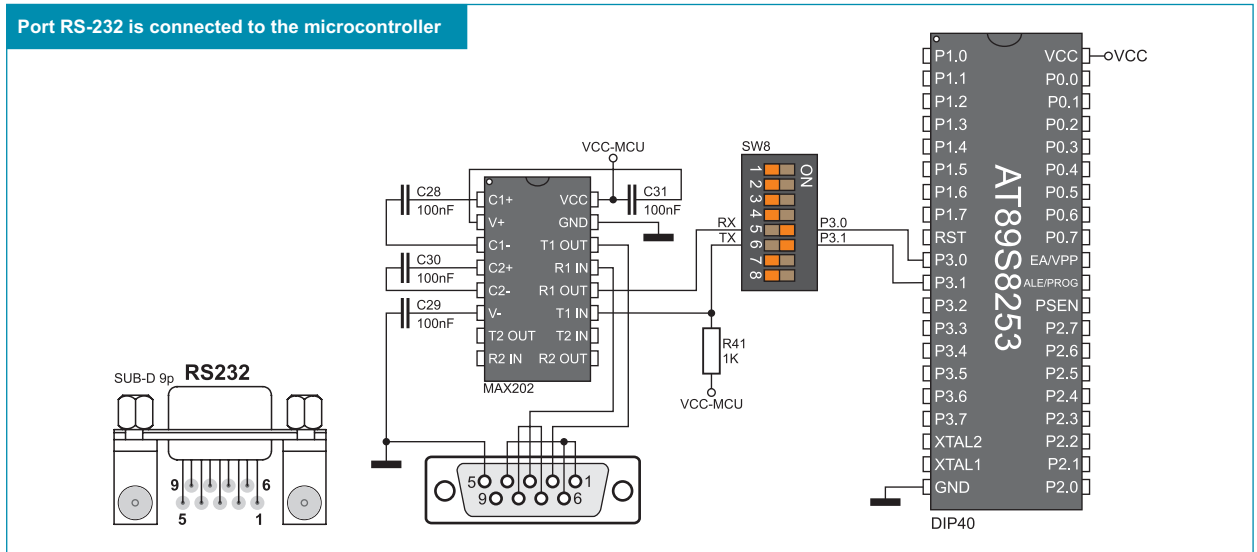 Port RS-232 is connected to the microcontroller
VCC-MCU
C28
100nF
C30
100nF
C29
100nF
C1+
V+
C1-
C2+
C2-
V-
T2 OUT
R2 IN
VCC
GND
T1 OUT
R1 IN
R1 OUT
T1 IN
T2 IN
R2 OUT
MAX202
C31
100nF
RX
TX
SW8
1
2
3
4
5
6
7
8
ON
P3.0
P3.1
R41
1K
VCC-MCU
P1.0
P1.1
P1.2
P1.3
P1.4
P1.5
P1.6
P1.7
RST
P3.0
P3.1
P3.2
P3.3
P3.4
P3.5
P3.6
P3.7
XTAL2
XTAL1
GND
AT89S8253
VCC
P0.0
P0.1
P0.2
P0.3
P0.4
P0.5
P0.6
P0.7
EA/VPP
ALE/PROG
PSEN
P2.7
P2.6
P2.5
P2.4
P2.3
P2.2
P2.1
P2.0
VCC
DIP40
SUB-D 9p
RS232
9
6
5
1
5
1
9
6